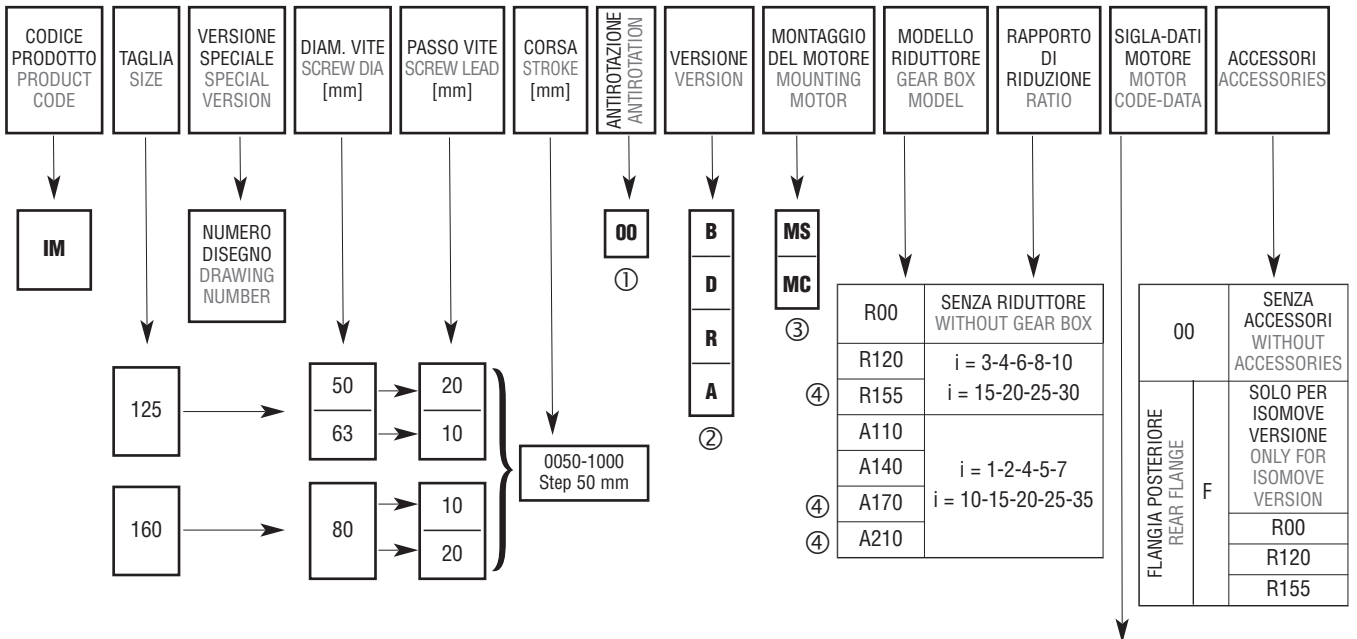 CODICE
PRODOTTO
PRODUCT
CODE
TAGLIA
SIZE
VERSIONE
SPECIALE
SPECIAL
VERSION
DIAM. VITE
SCREW DIA
[mm]
PASSO VITE
SCREW LEAD
[mm]
CORSA
STROKE
[mm]
ANTIROTAZIONE
ANTIROTATION
VERSIONE
VERSION
MONTAGGIO
DEL MOTORE
MOUNTING
MOTOR
MODELLO
RIDUTTORE
GEAR BOX
MODEL
RAPPORTO
DI
RIDUZIONE
RATIO
SIGLA-DATI
MOTORE
MOTOR
CODE-DATA
ACCESSORI
ACCESSORIES
IM
NUMERO
DISEGNO
DRAWING
NUMBER
00
①
B
D
R
A
②
MS
MC
③
R00
SENZA RIDUTTORE
WITHOUT GEAR BOX
R120
④ R155
i = 3-4-6-8-10
i = 15-20-25-30
A110
A140
④ A170
④ A210
i = 1-2-4-5-7
i = 10-15-20-25-35
00
SENZA
ACCESSORI
WITHOUT
ACCESSORIES
FLANGIA POSTERIORE
REAR FLANGE
F
SOLO PER
ISOMOVE
VERSIONE
ONLY FOR
ISOMOVE
VERSION
R00
R120
R155
125
50
63
20
10
160
80
10
20
0050-1000
Step 50 mm